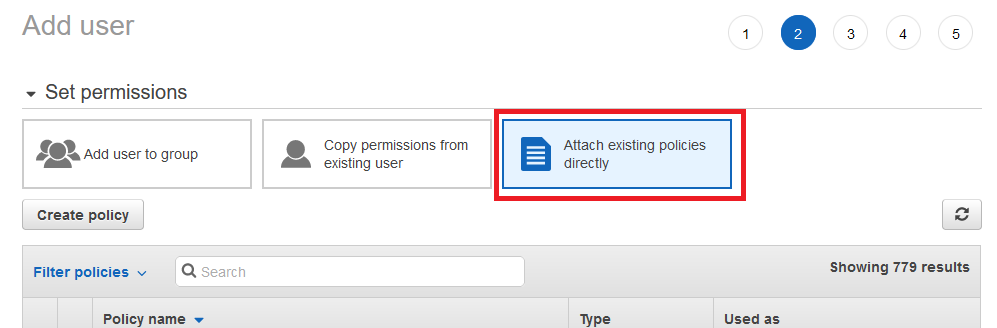 Add user
1 2 3 4 5
Set permissions
Add user to group
Copy permissions from
existing user
Attach existing policies
directly
Create policy
Filter policies
Search
Showing 779 results
Policy name
Type
Used as